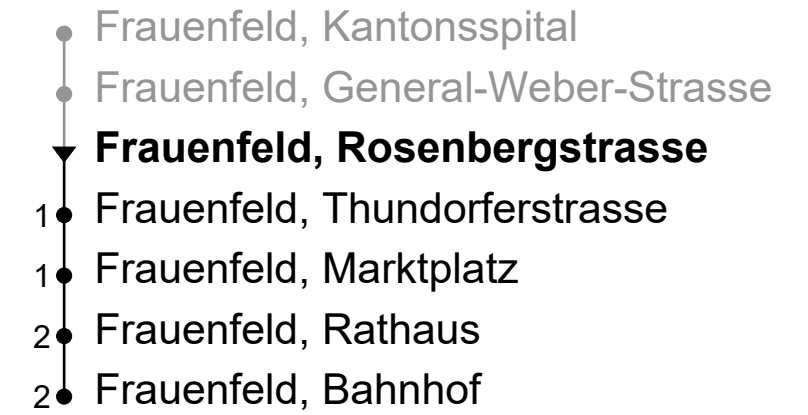 Frauenfeld, Kantonsspital
Frauenfeld, General-Weber-Strasse
Frauenfeld, Rosenbergstrasse
1 Frauenfeld, Thundorferstrasse
1 Frauenfeld, Marktplatz
2 Frauenfeld, Rathaus
2 Frauenfeld, Bahnhof